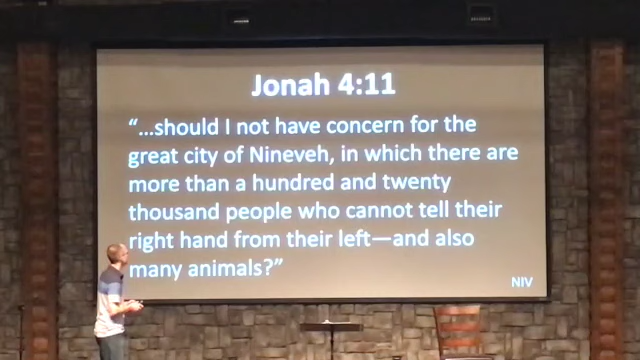 Jonah 4:11
“...should I not have concern for the
great city of Nineveh, in which there are
more than a hundred and twenty
thousand people who cannot tell their
right hand from their left—and also
many animals?”
NIV